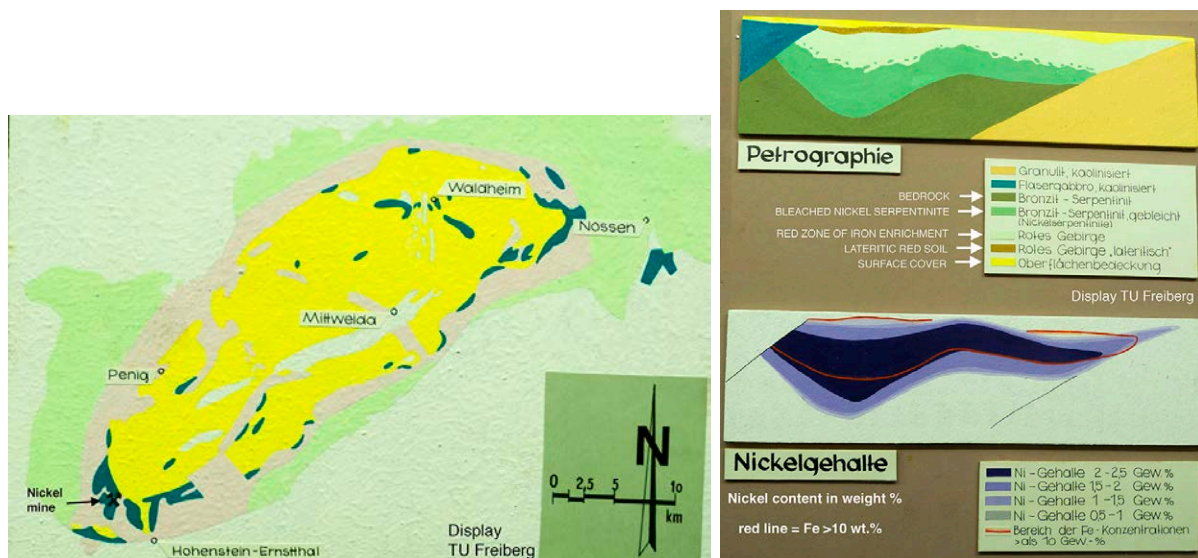 Waldheim
Nossen
Mittweida
Penig
Nickel
mine
Hohenstein-Ernstthal
Display
TU Freiberg
N
0 2,5 5 10
km
Petrographie
Granulit, kaolinisiert
Flasergabbro, kaolinisiert
BEDROCK Bronzit-Serpentinit
BLEACHED NICKEL SERPENTINITE Bronzit-Serpentinit, gebleicht
(Nickelserpentinite)
RED ZONE OF IRON ENRICHMENT Rotes Gebirge
LATERITIC RED SOIL Rotes Gebirge „lateritisch"
SURFACE COVER Oberflächenbedeckung
Display TU Freiberg
Nickelgehalte
Nickel content in weight %
red line = Fe >10 wt.%
Ni-Gehalte 2-2,5 Gew.%
Ni-Gehalte 1,5-2 Gew.%
Ni-Gehalte 1-1,5 Gew.%
Ni-Gehalte 0,5-1 Gew.%
Bereich der Fe-Konzentrationen
>als 10 Gew.-%